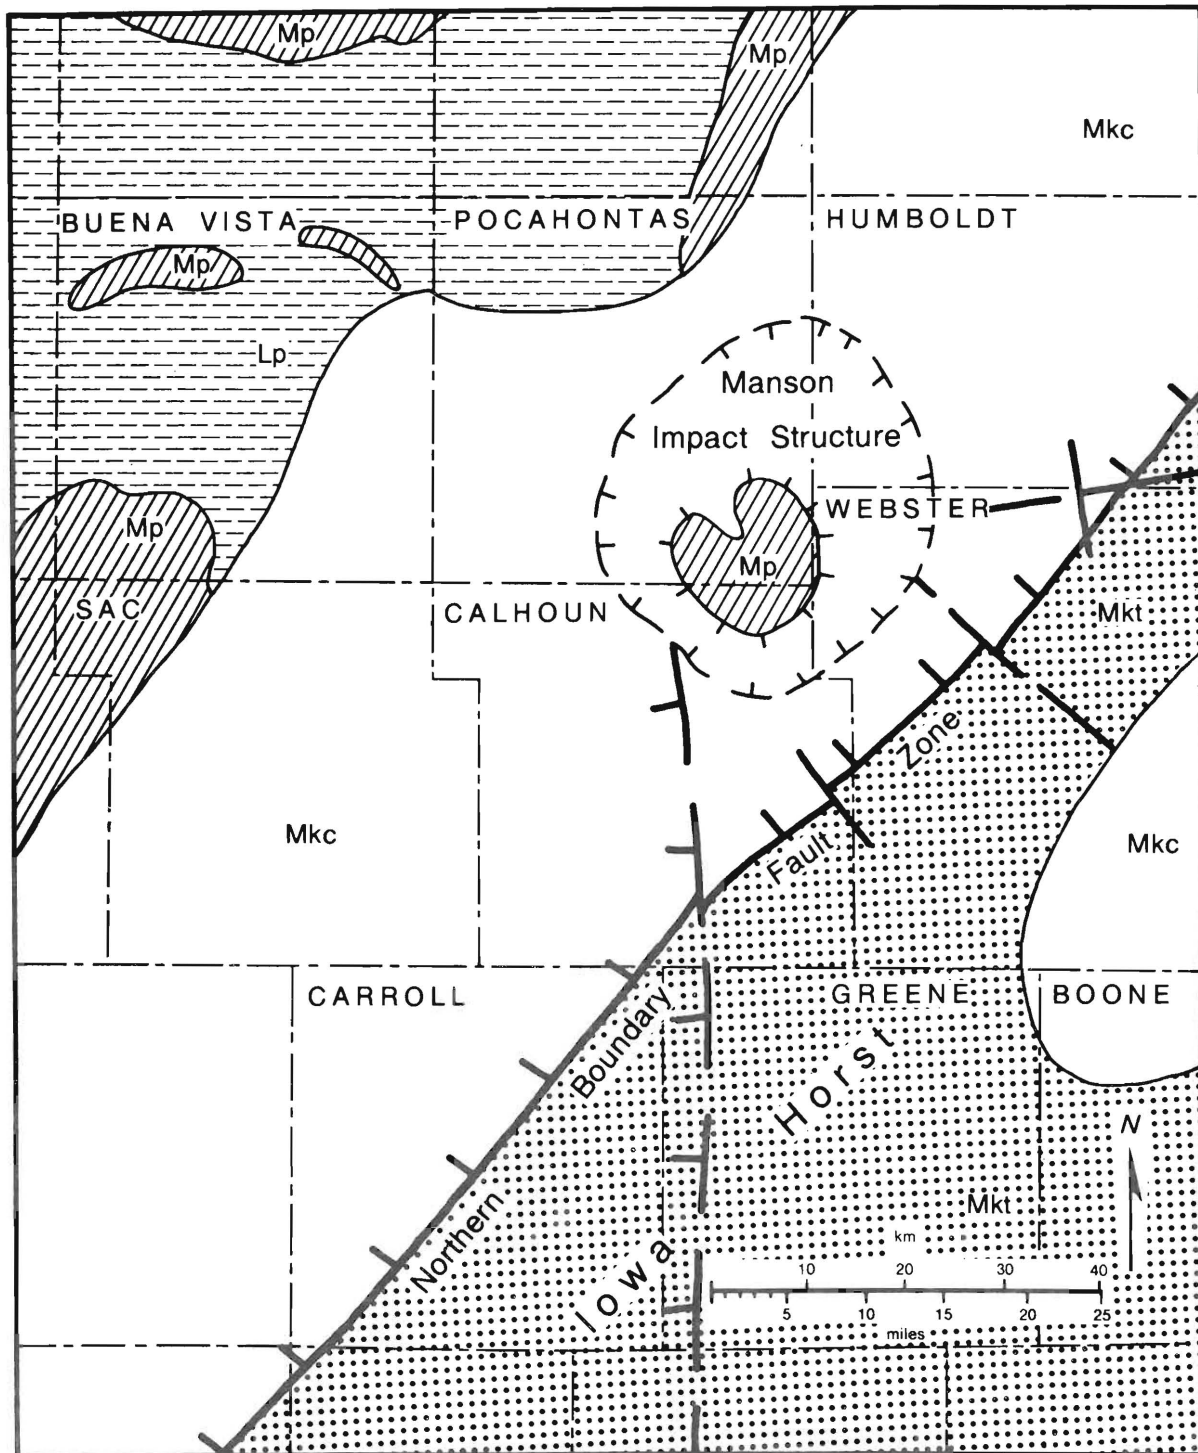 Mp
Mp
Mkc
BUENA VISTA
POCAHONTAS
HUMBOLDT
Mp
Lp
Manson
Impact Structure
WEBSTER
Mp
Mp
SAC
CALHOUN
Mkt
Zone
Mkc
Fault
Mkc
CARROLL
GREENE
BOONE
Boundary
Horst
N
Northern
Mkt
Iowa
km
10 20 30 40
5 10 15 20 25
miles